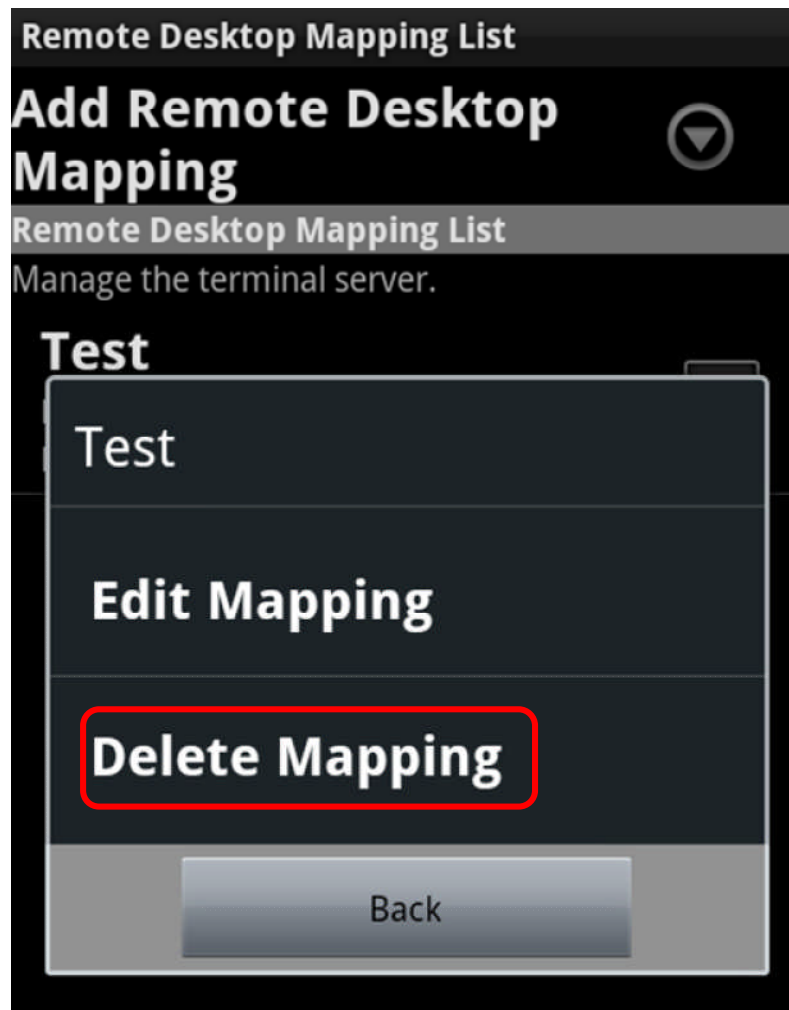 Remote Desktop Mapping List
Add Remote Desktop
Mapping
Remote Desktop Mapping List
Manage the terminal server.
Test
Test
Edit Mapping
Delete Mapping
Back